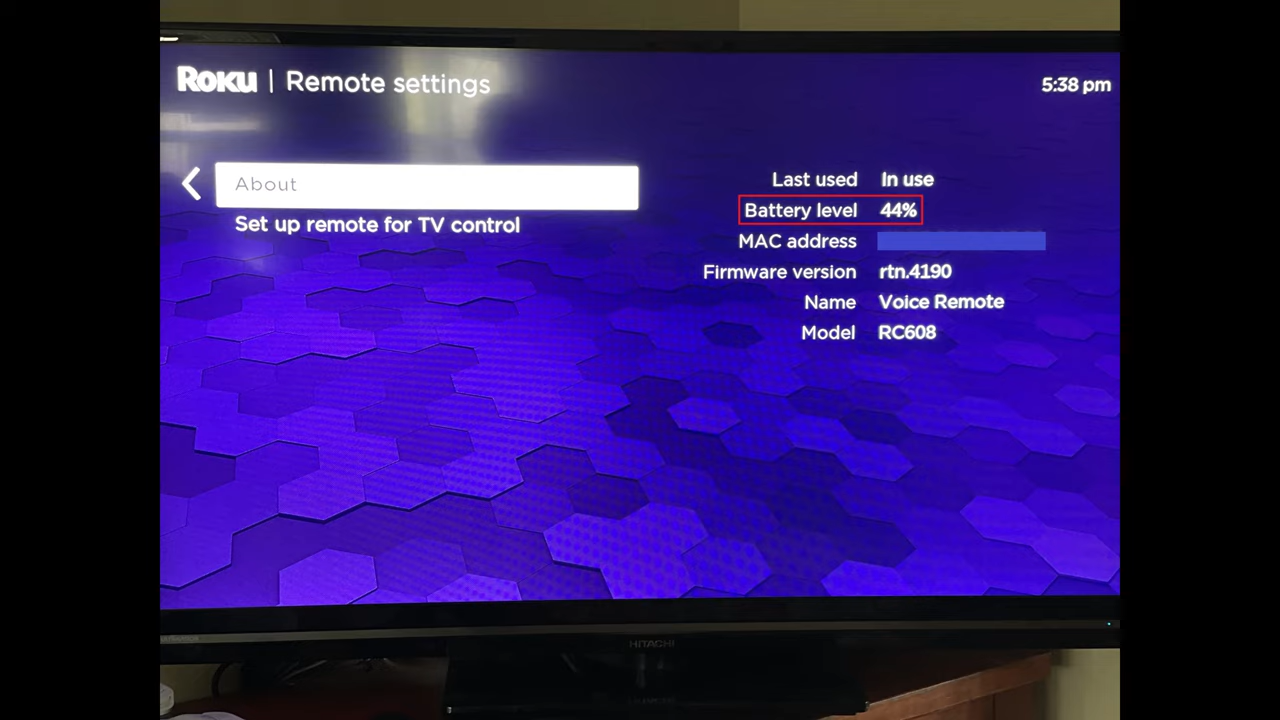 Roku | Remote settings
5:38 pm
About
Set up remote for TV control
Last used In use
Battery level 44%
MAC address
Firmware version rtn.4190
Name Voice Remote
Model RC608
HITACHI